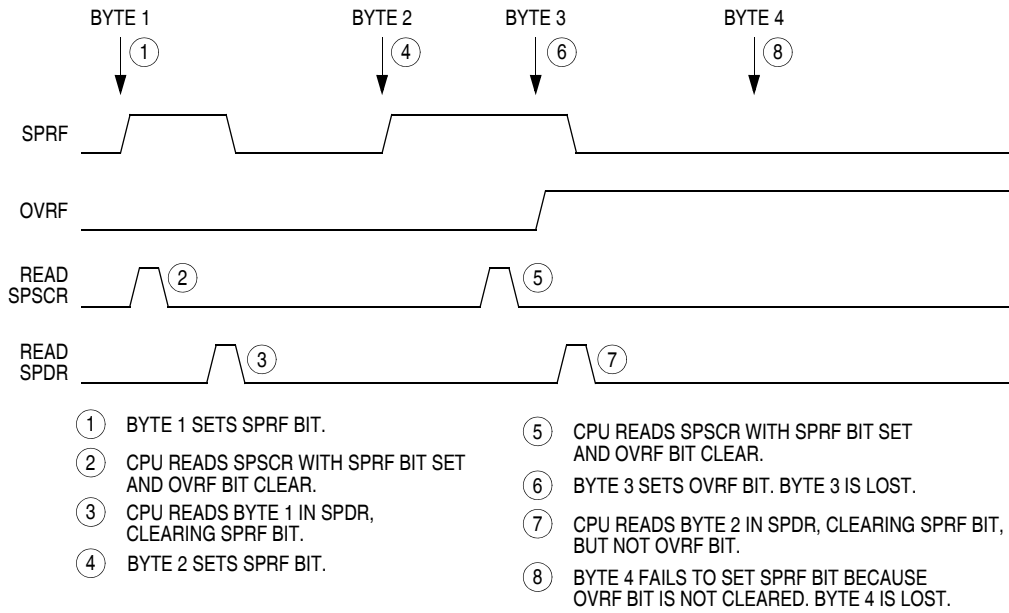 BYTE 1
BYTE 2
BYTE 3
BYTE 4
1
4
6
8
SPRF
OVRF
READ
SPSCR
2
5
READ
SPDR
3
7
1 BYTE 1 SETS SPRF BIT.
2 CPU READS SPSCR WITH SPRF BIT SET
AND OVRF BIT CLEAR.
3 CPU READS BYTE 1 IN SPDR,
CLEARING SPRF BIT.
4 BYTE 2 SETS SPRF BIT.
5 CPU READS SPSCR WITH SPRF BIT SET
AND OVRF BIT CLEAR.
6 BYTE 3 SETS OVRF BIT. BYTE 3 IS LOST.
7 CPU READS BYTE 2 IN SPDR, CLEARING SPRF BIT,
BUT NOT OVRF BIT.
8 BYTE 4 FAILS TO SET SPRF BIT BECAUSE
OVRF BIT IS NOT CLEARED. BYTE 4 IS LOST.